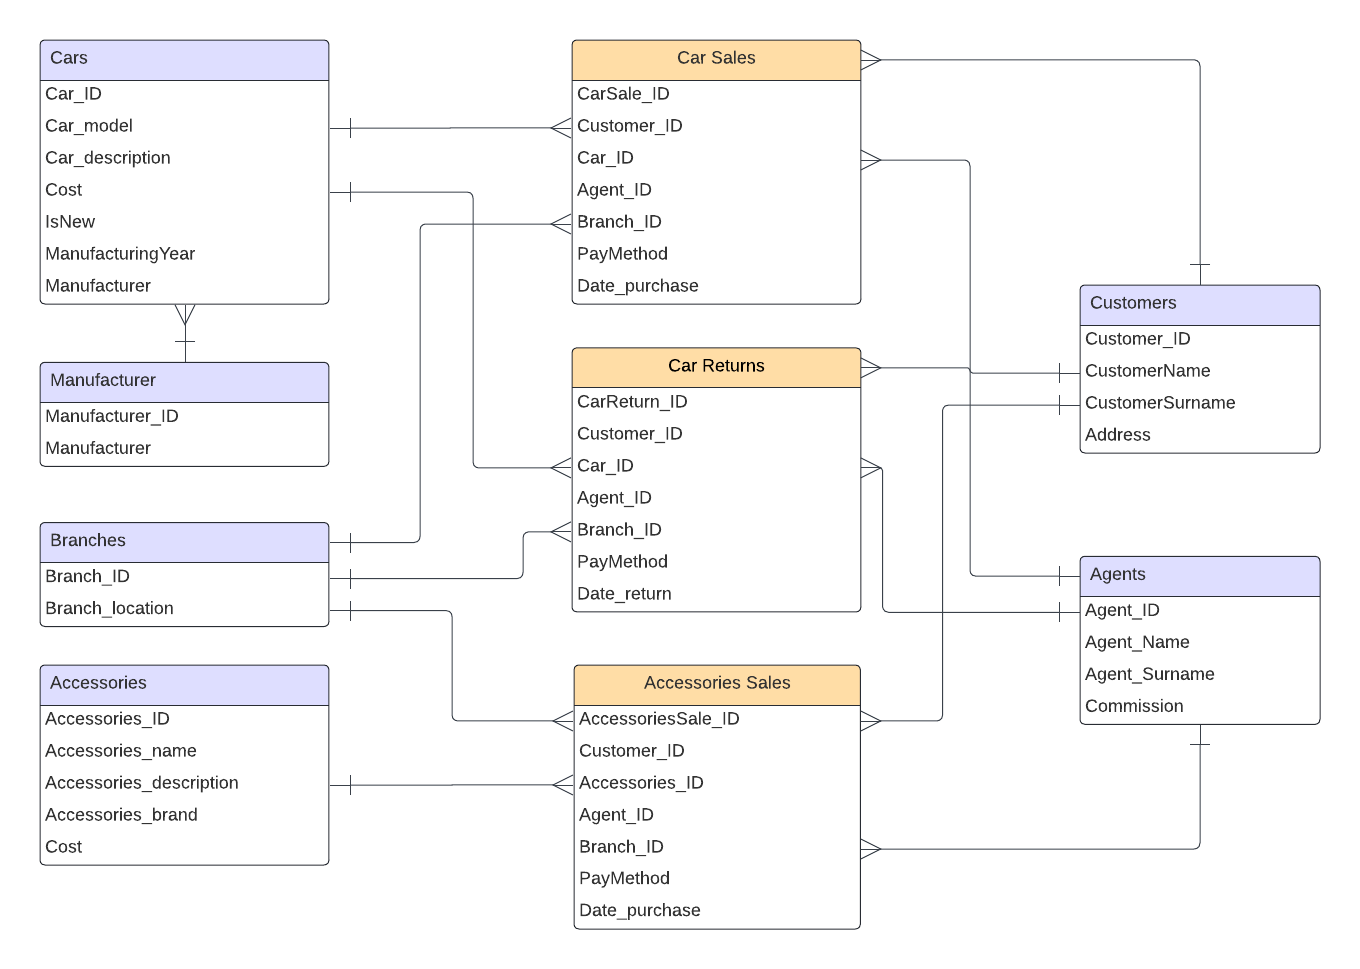 Cars
Car_ID
Car_model
Car_description
Cost
IsNew
ManufacturingYear
Manufacturer
Manufacturer
Manufacturer_ID
Manufacturer
Branches
Branch_ID
Branch_location
Accessories
Accessories_ID
Accessories_name
Accessories_description
Accessories_brand
Cost
Car Sales
CarSale_ID
Customer_ID
Car_ID
Agent_ID
Branch_ID
PayMethod
Date_purchase
Car Returns
CarReturn_ID
Customer_ID
Car_ID
Agent_ID
Branch_ID
PayMethod
Date_return
Accessories Sales
AccessoriesSale_ID
Customer_ID
Accessories_ID
Agent_ID
Branch_ID
PayMethod
Date_purchase
Customers
Customer_ID
CustomerName
CustomerSurname
Address
Agents
Agent_ID
Agent_Name
Agent_Surname
Commission